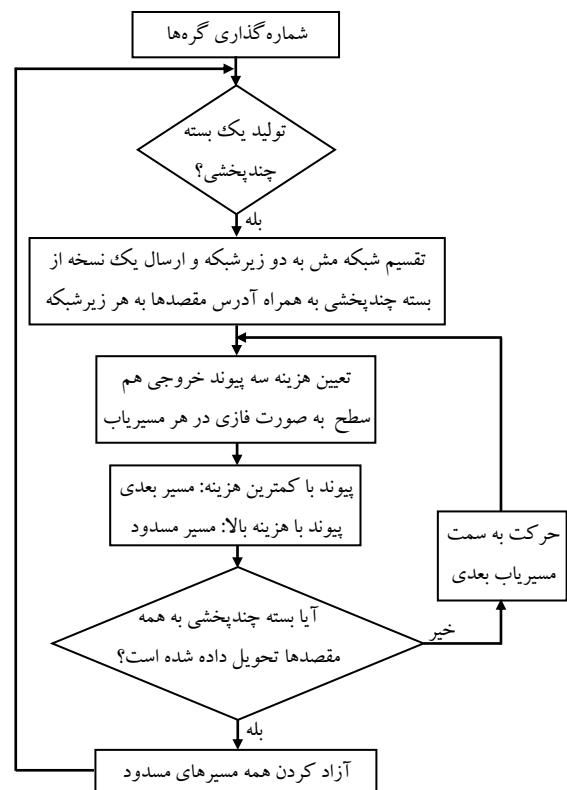 شماره‌گذاری گره‌ها
تولید یك بسته
چندپخشی؟
بله
تقسیم شبکه مش به دو زیرشبکه و ارسال یك نسخه از
بسته چندپخشی به همراه آدرس مقصدها به هر زیرشبکه
تعیین هزینه سه پیوند خروجی هم
سطح به صورت فازی در هر مسیریاب
پیوند با کمترین هزینه: مسیر بعدی
پیوند با هزینه بالا: مسیر مسدود
حرکت به سمت
مسیریاب بعدی
آیا بسته چندپخشی به همه
مقصدها تحویل داده شده است؟
خیر
بله
آزاد کردن همه مسیرهای مسدود